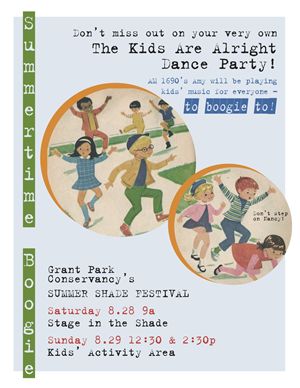 Summertime Boogie
Don't miss out on your very own
The Kids Are Alright
Dance Party!
AM 1690's Amy will be playing
kids' music for everyone -
to boogie to!
Don't step
on Nancy!
Grant Park
Conservancy's
SUMMER SHADE FESTIVAL
Saturday 8.28 9a
Stage in the Shade
Sunday 8.29 12:30 & 2:30p
Kids' Activity Area